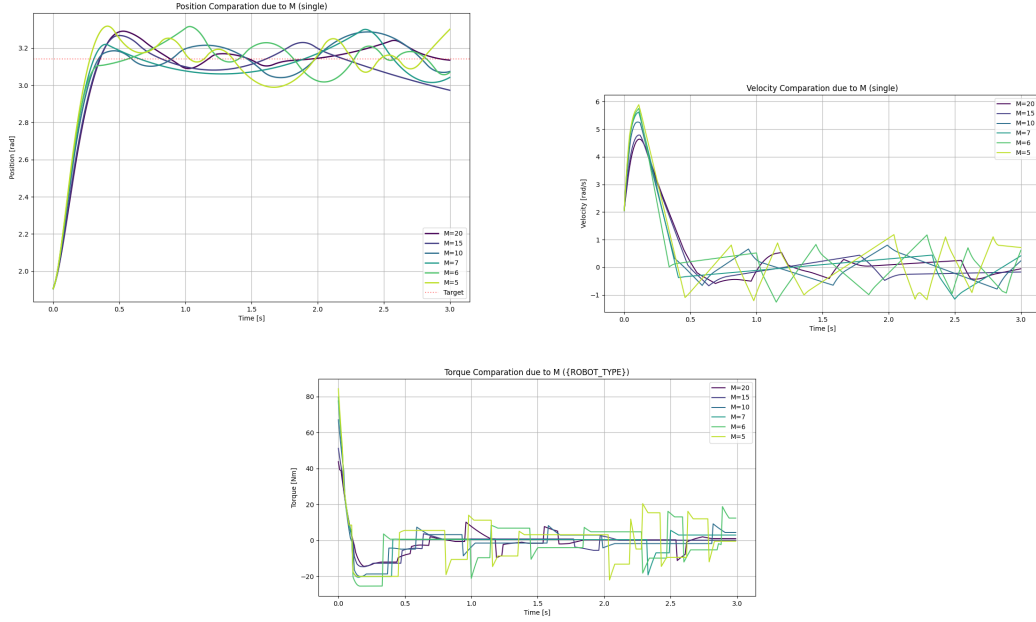 Position Comparation due to M (single)
3.2
3.0
2.8
2.6
2.4
2.2
2.0
Position [rad]
0.0
0.5
1.0
1.5
2.0
2.5
3.0
Time [s]
M=20
M=15
M=10
M=7
M=6
M=5
Target
Velocity Comparation due to M (single)
6
5
4
3
2
1
0
−1
Velocity [rad/s]
0.0
0.5
1.0
1.5
2.0
2.5
3.0
Time [s]
M=20
M=15
M=10
M=7
M=6
M=5
Torque Comparation due to M ({ROBOT_TYPE})
80
60
40
20
0
−20
Torque [Nm]
0.0
0.5
1.0
1.5
2.0
2.5
3.0
Time [s]
M=20
M=15
M=10
M=7
M=6
M=5